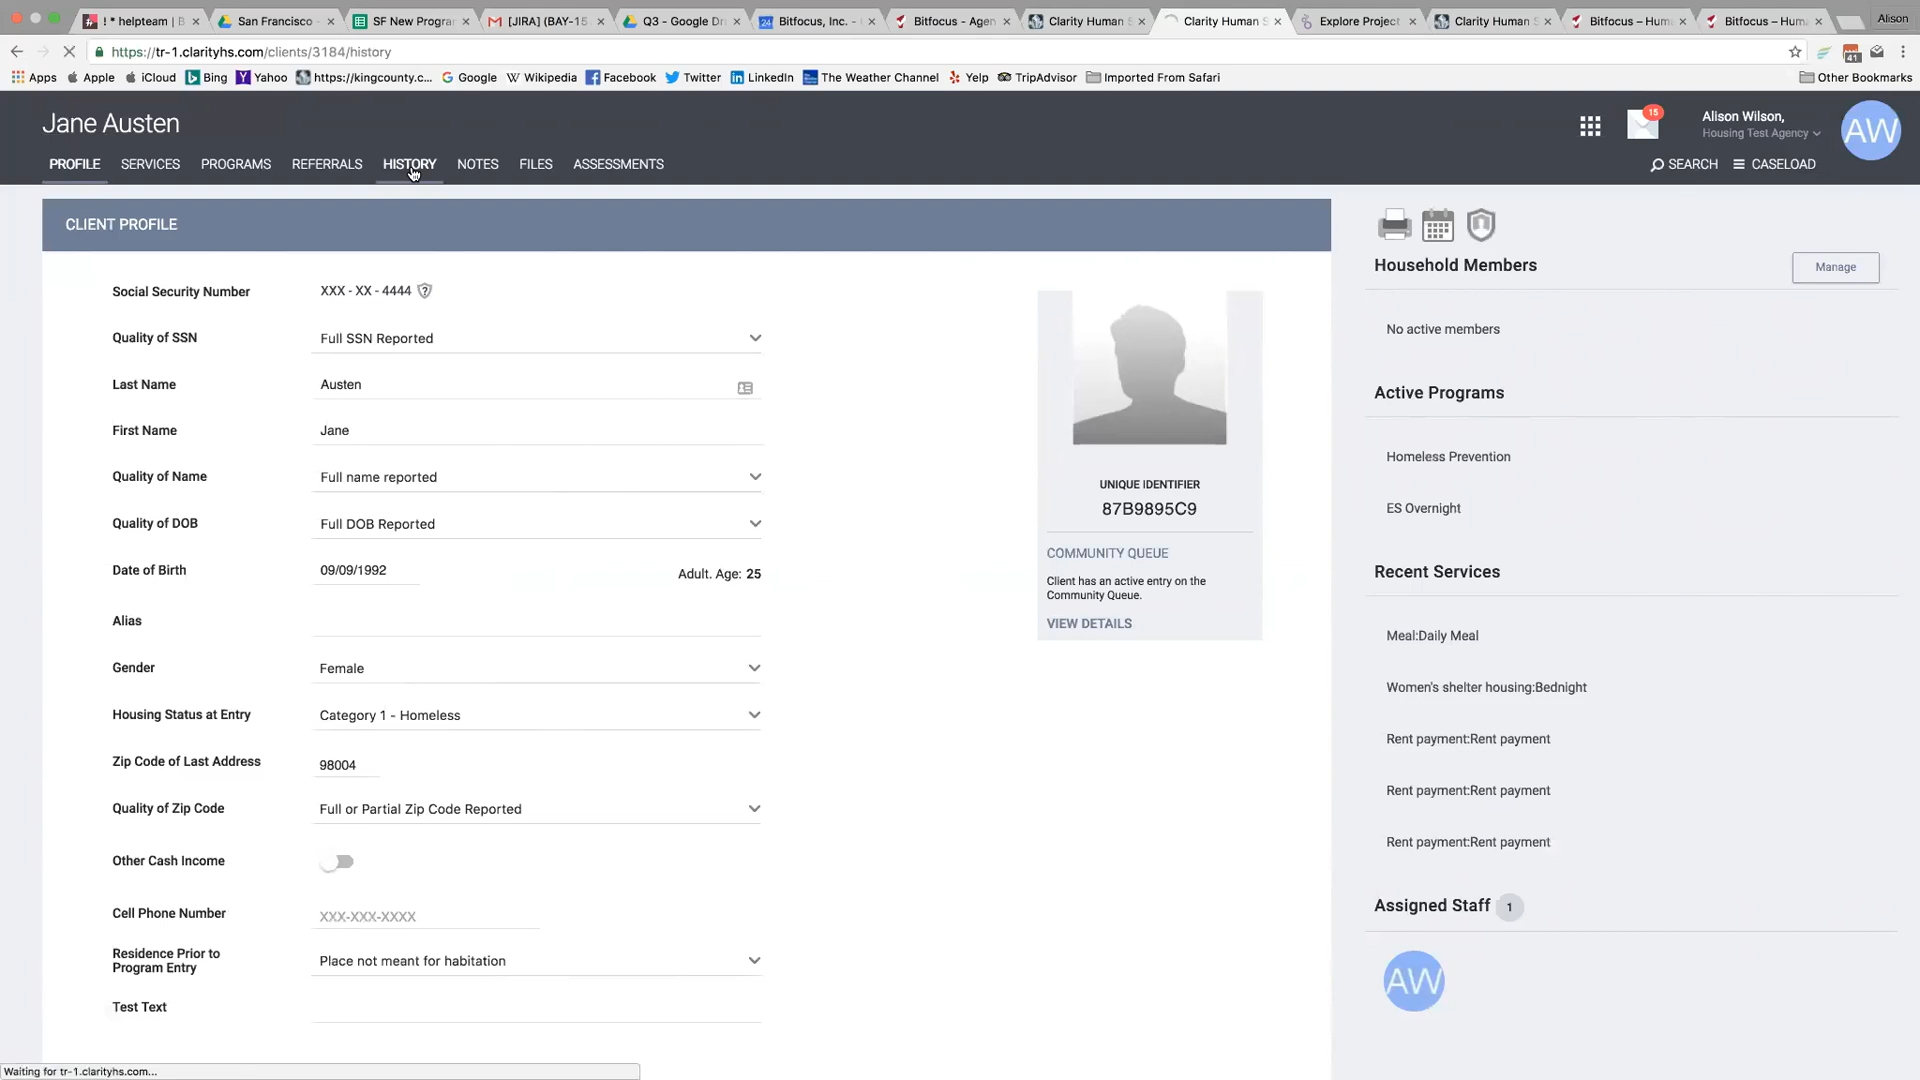 ! * helpteam | B
San Francisco -
SF New Progra
[JIRA] (BAY-15
Q3 - Google Dr
Bitfocus, Inc. -
Bitfocus - Agen
Clarity Human S
Clarity Human S
Explore Project
Clarity Human S
Bitfocus – Huma
Bitfocus – Huma
Alison
https://tr-1.clarityhs.com/clients/3184/history
41
Apps Apple iCloud Bing Yahoo https://kingcounty.c... Google Wikipedia Facebook Twitter LinkedIn The Weather Channel Yelp TripAdvisor Imported From Safari Other Bookmarks
Jane Austen
15
Alison Wilson,
Housing Test Agency
AW
PROFILE SERVICES PROGRAMS REFERRALS HISTORY NOTES FILES ASSESSMENTS
SEARCH CASELOAD
CLIENT PROFILE
Social Security Number XXX - XX - 4444
Quality of SSN Full SSN Reported
Last Name Austen
First Name Jane
Quality of Name Full name reported
Quality of DOB Full DOB Reported
Date of Birth 09/09/1992 Adult. Age: 25
Alias
Gender Female
Housing Status at Entry Category 1 - Homeless
Zip Code of Last Address 98004
Quality of Zip Code Full or Partial Zip Code Reported
Other Cash Income
Cell Phone Number XXX-XXX-XXXX
Residence Prior to
Program Entry
Place not meant for habitation
Test Text
UNIQUE IDENTIFIER
87B9895C9
COMMUNITY QUEUE
Client has an active entry on the
Community Queue.
VIEW DETAILS
Household Members
Manage
No active members
Active Programs
Homeless Prevention
ES Overnight
Recent Services
Meal:Daily Meal
Women's shelter housing:Bednight
Rent payment:Rent payment
Rent payment:Rent payment
Rent payment:Rent payment
Assigned Staff 1
AW
Waiting for tr-1.clarityhs.com...